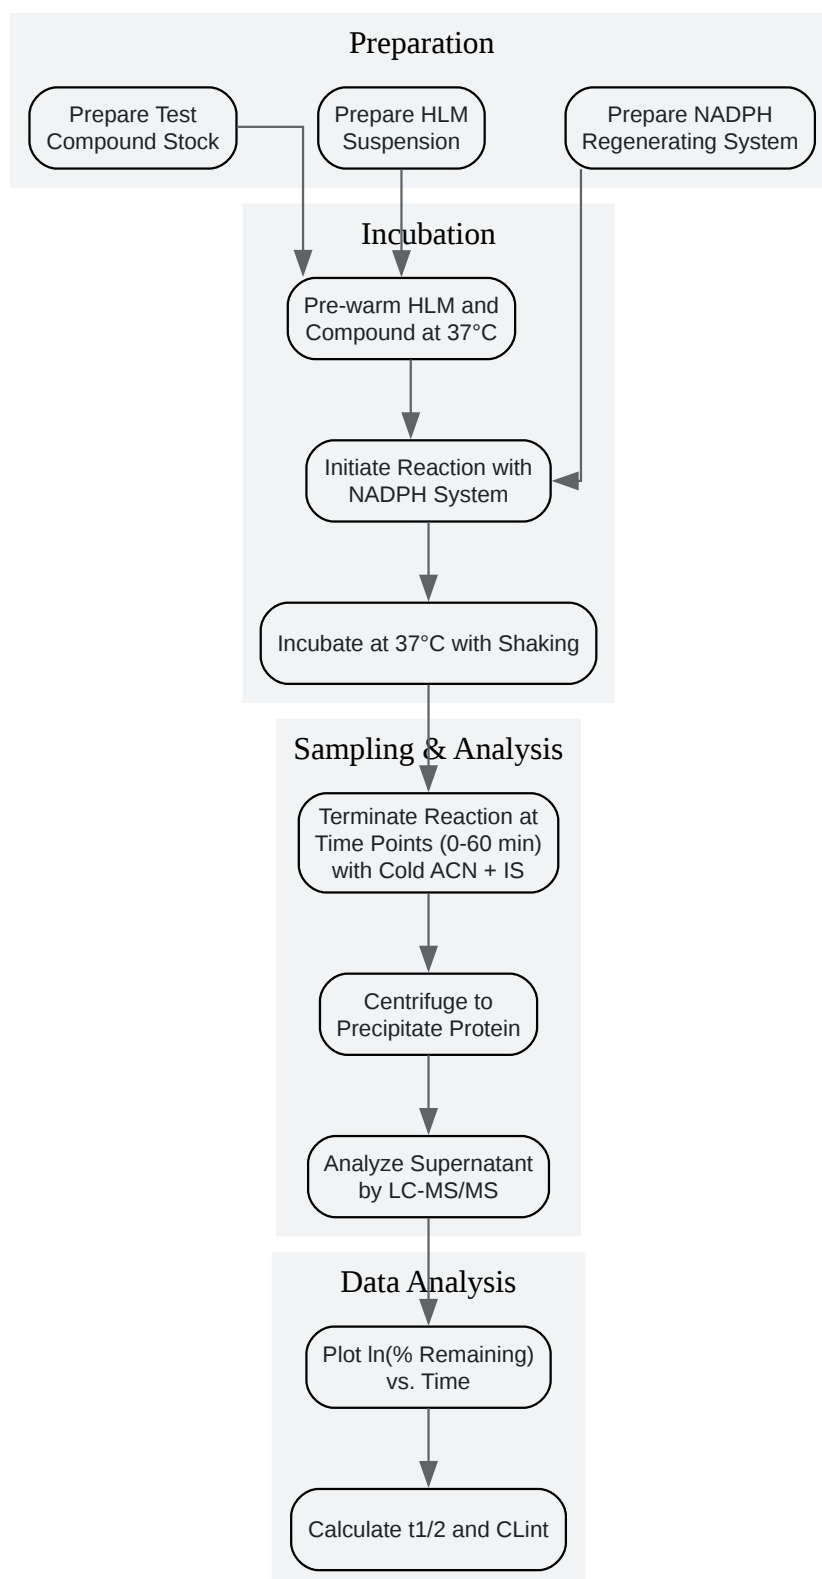 Preparation
Prepare Test
Compound Stock
Prepare HLM
Suspension
Prepare NADPH
Regenerating System
Incubation
Pre-warm HLM and
Compound at 37°C
Initiate Reaction with
NADPH System
Incubate at 37°C with Shaking
Sampling & Analysis
Terminate Reaction at
Time Points (0-60 min)
with Cold ACN + IS
Centrifuge to
Precipitate Protein
Analyze Supernatant
by LC-MS/MS
Data Analysis
Plot ln(% Remaining)
vs. Time
Calculate t1/2 and CLint